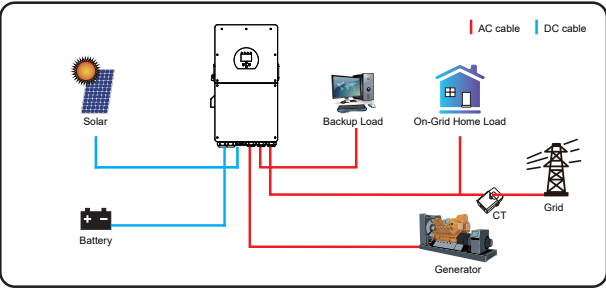 AC cable
DC cable
Solar
Backup Load
On-Grid Home Load
CT
Grid
Battery
Generator